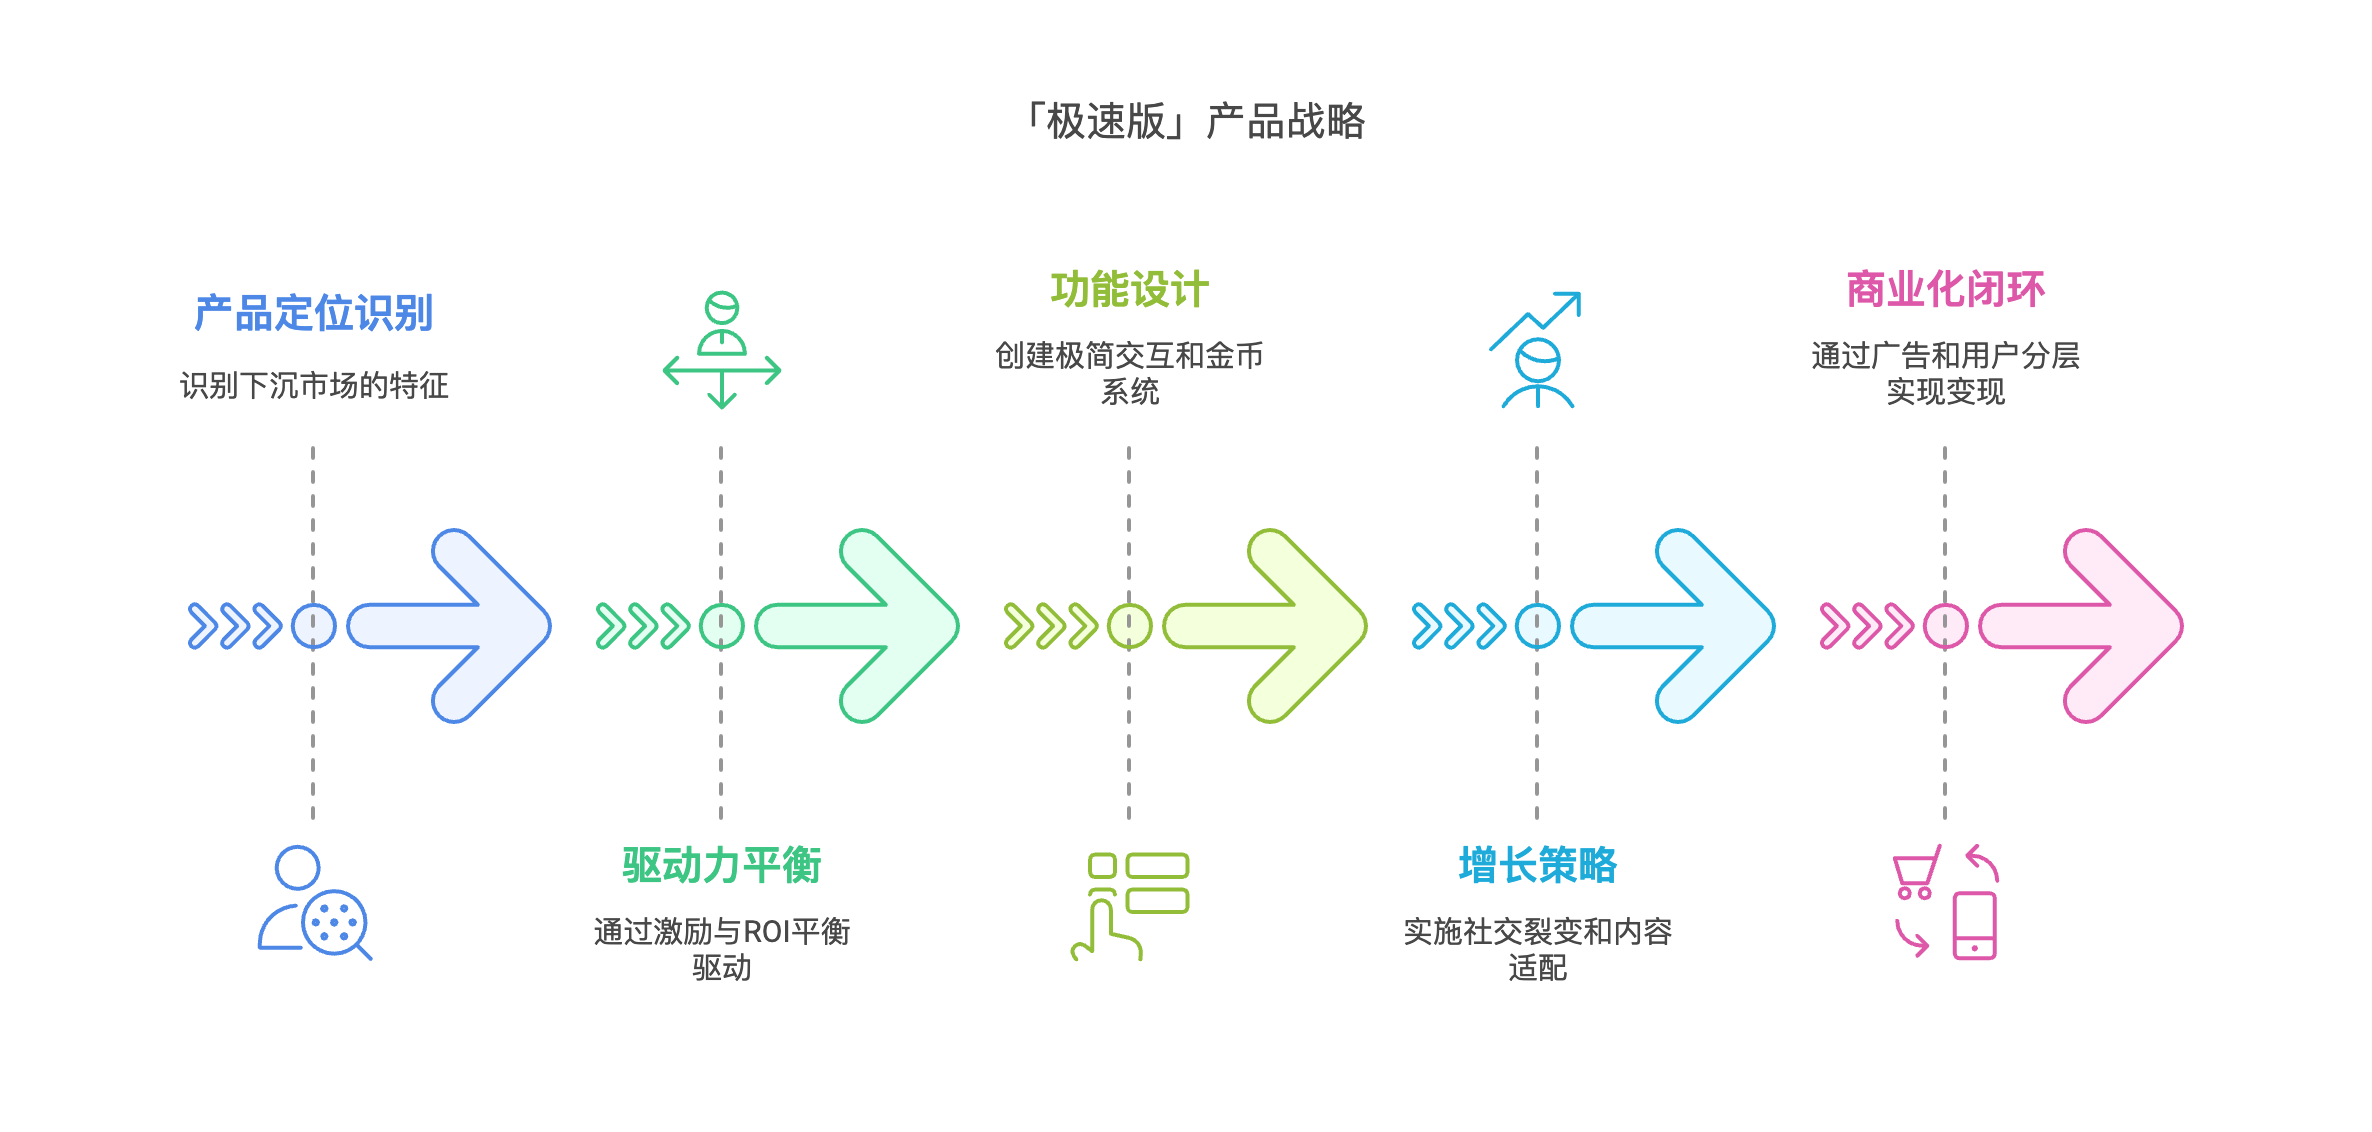 「极速版」产品战略
产品定位识别
识别下沉市场的特征
驱动力平衡
通过激励与ROI平衡
驱动
功能设计
创建极简交互和金币
系统
增长策略
实施社交裂变和内容
适配
商业化闭环
通过广告和用户分层
实现变现